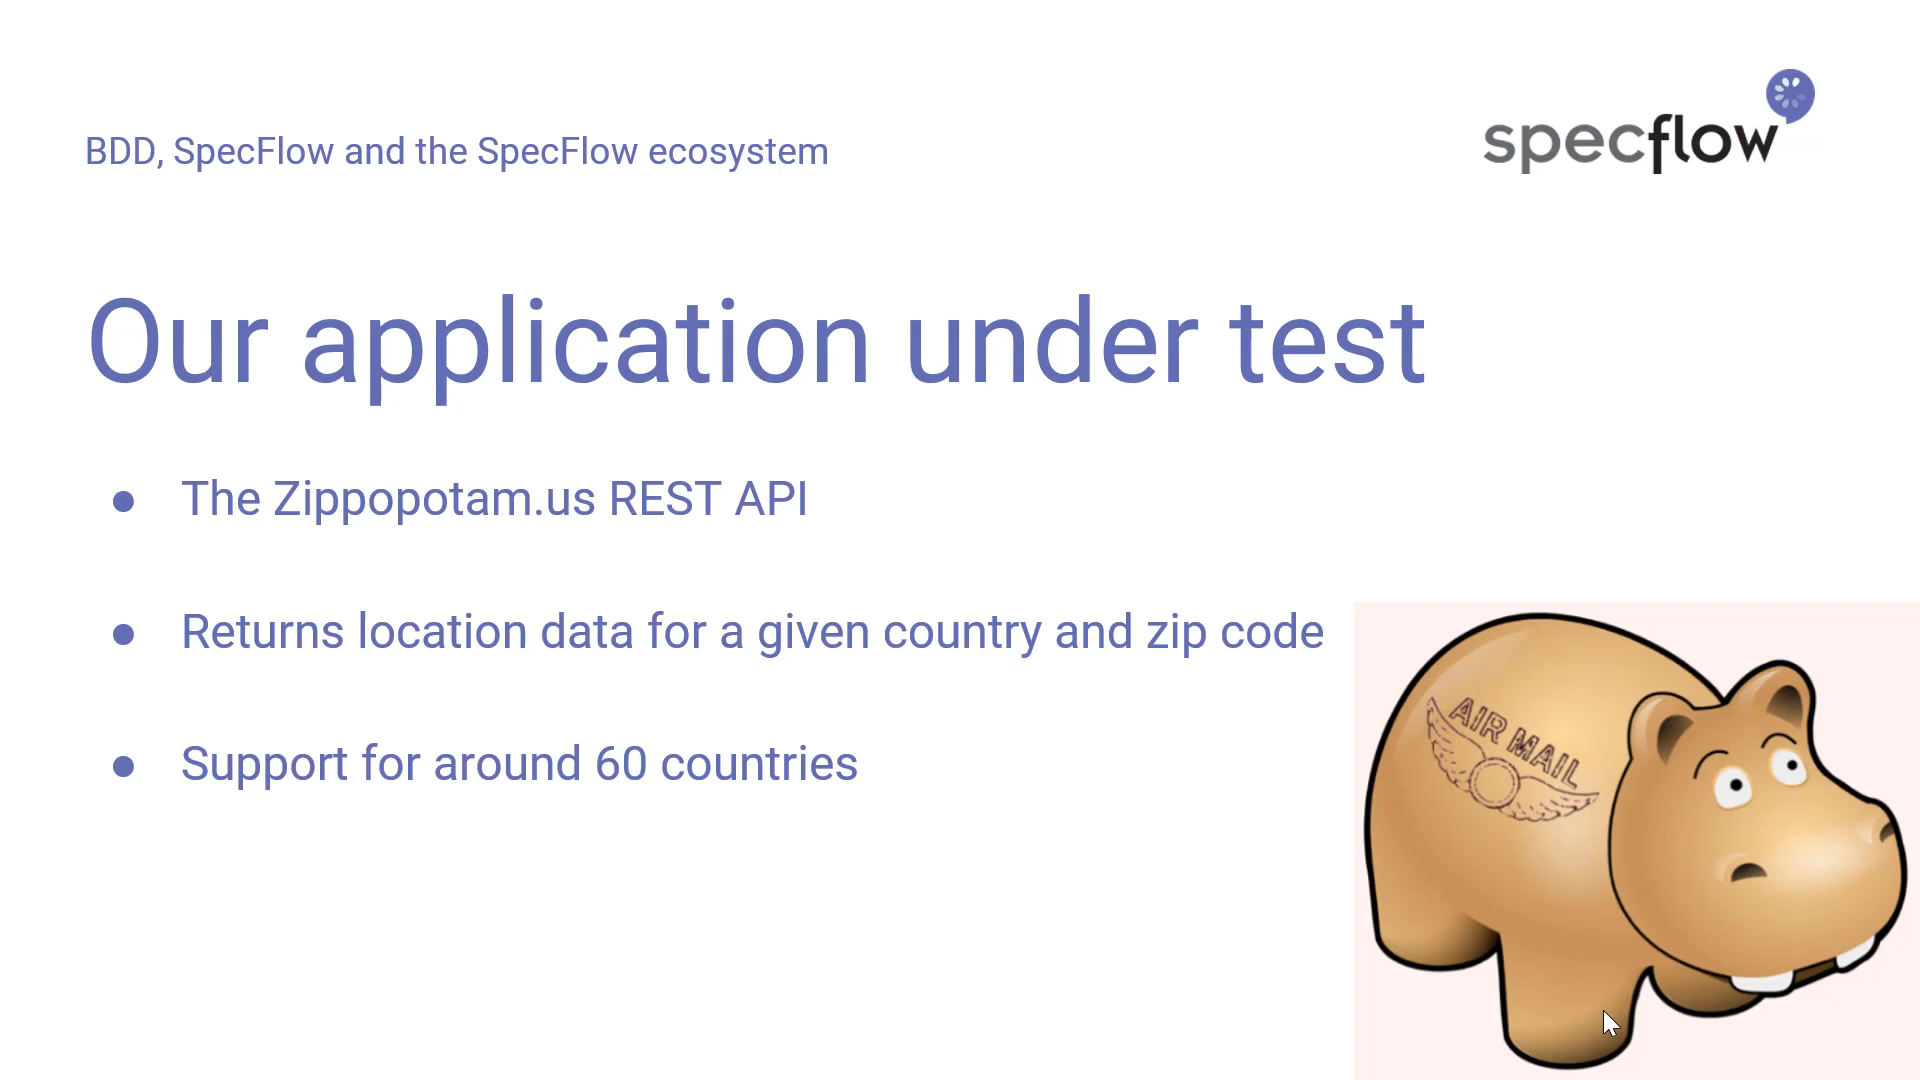 BDD, SpecFlow and the SpecFlow ecosystem
specflow
Our application under test
The Zippopotam.us REST API
Returns location data for a given country and zip code
Support for around 60 countries
AIR MAIL